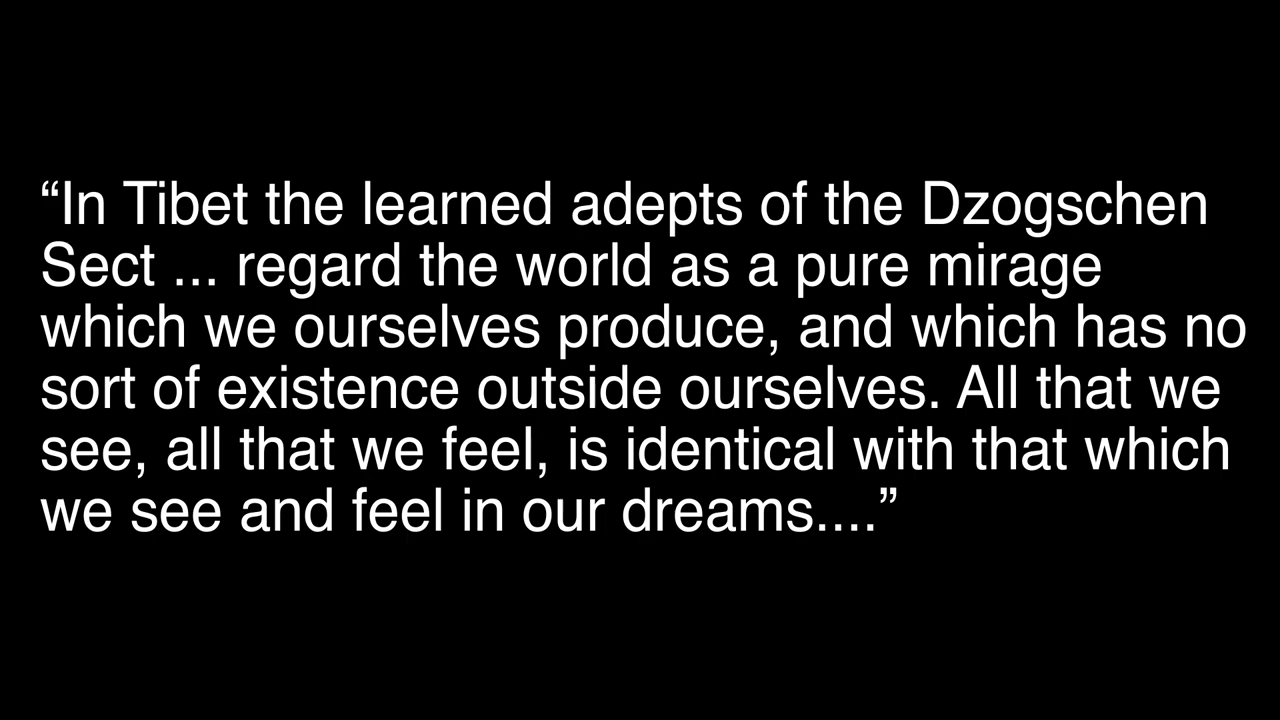 “In Tibet the learned adepts of the Dzogschen
Sect ... regard the world as a pure mirage
which we ourselves produce, and which has no
sort of existence outside ourselves. All that we
see, all that we feel, is identical with that which
we see and feel in our dreams....”